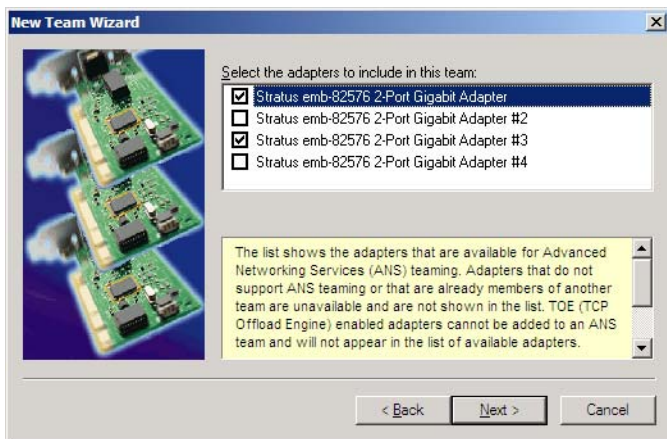 New Team Wizard
Select the adapters to include in this team:
Stratus emb-82576 2-Port Gigabit Adapter
Stratus emb-82576 2-Port Gigabit Adapter #2
Stratus emb-82576 2-Port Gigabit Adapter #3
Stratus emb-82576 2-Port Gigabit Adapter #4
The list shows the adapters that are available for Advanced
Networking Services (ANS) teaming. Adapters that do not
support ANS teaming or that are already members of another
team are unavailable and are not shown in the list. TOE (TCP
Offload Engine) enabled adapters cannot be added to an ANS
team and will not appear in the list of available adapters.
< Back
Next >
Cancel